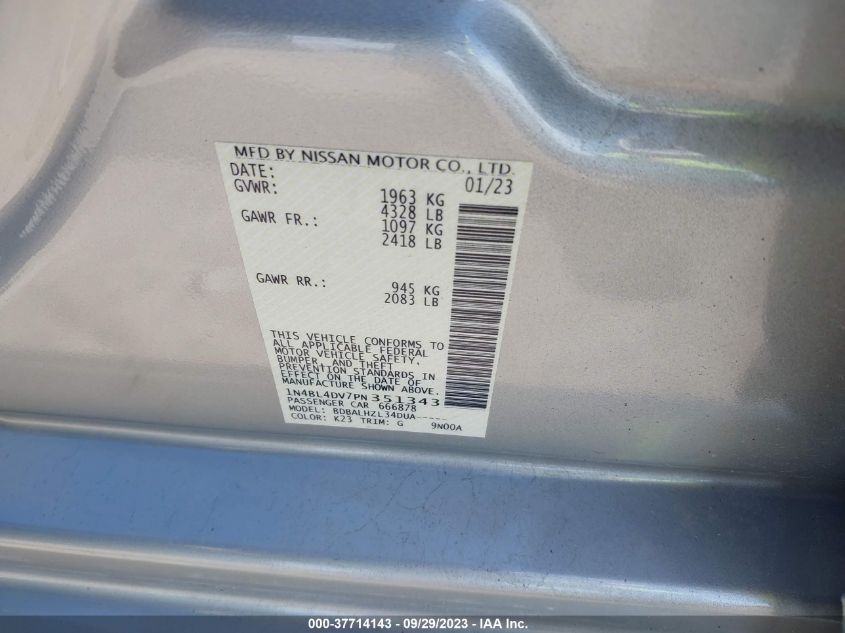 MFD BY NISSAN MOTOR CO., LTD.
DATE: 01/23
GVWR: 1963 KG
4328 LB
GAWR FR.: 1097 KG
2418 LB
GAWR RR.: 945 KG
2083 LB
THIS VEHICLE CONFORMS TO
ALL APPLICABLE FEDERAL
MOTOR VEHICLE SAFETY,
BUMPER, AND THEFT
PREVENTION STANDARDS IN
EFFECT ON THE DATE OF
MANUFACTURE SHOWN ABOVE.
1N4BL4DV7PN351343
PASSENGER CAR 666878
MODEL: BDBALHZL34DUA-----
COLOR: K23 TRIM: G 9N00A
000-37714143 - 09/29/2023 - IAA Inc.